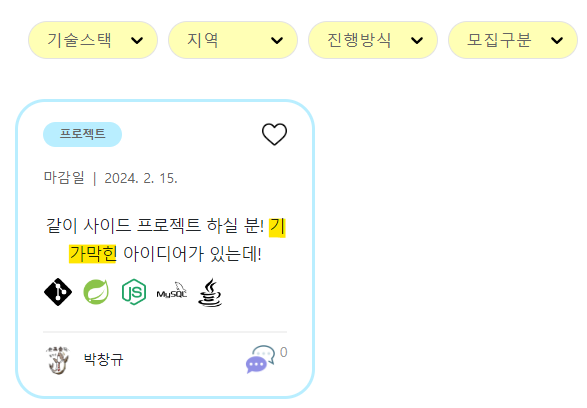 기술스택 지역 진행방식 모집구분
프로젝트
마감일 | 2024. 2. 15.
같이 사이드 프로젝트 하실 분! 기
가막힌 아이디어가 있는데!
JS MySQL
박창규 0